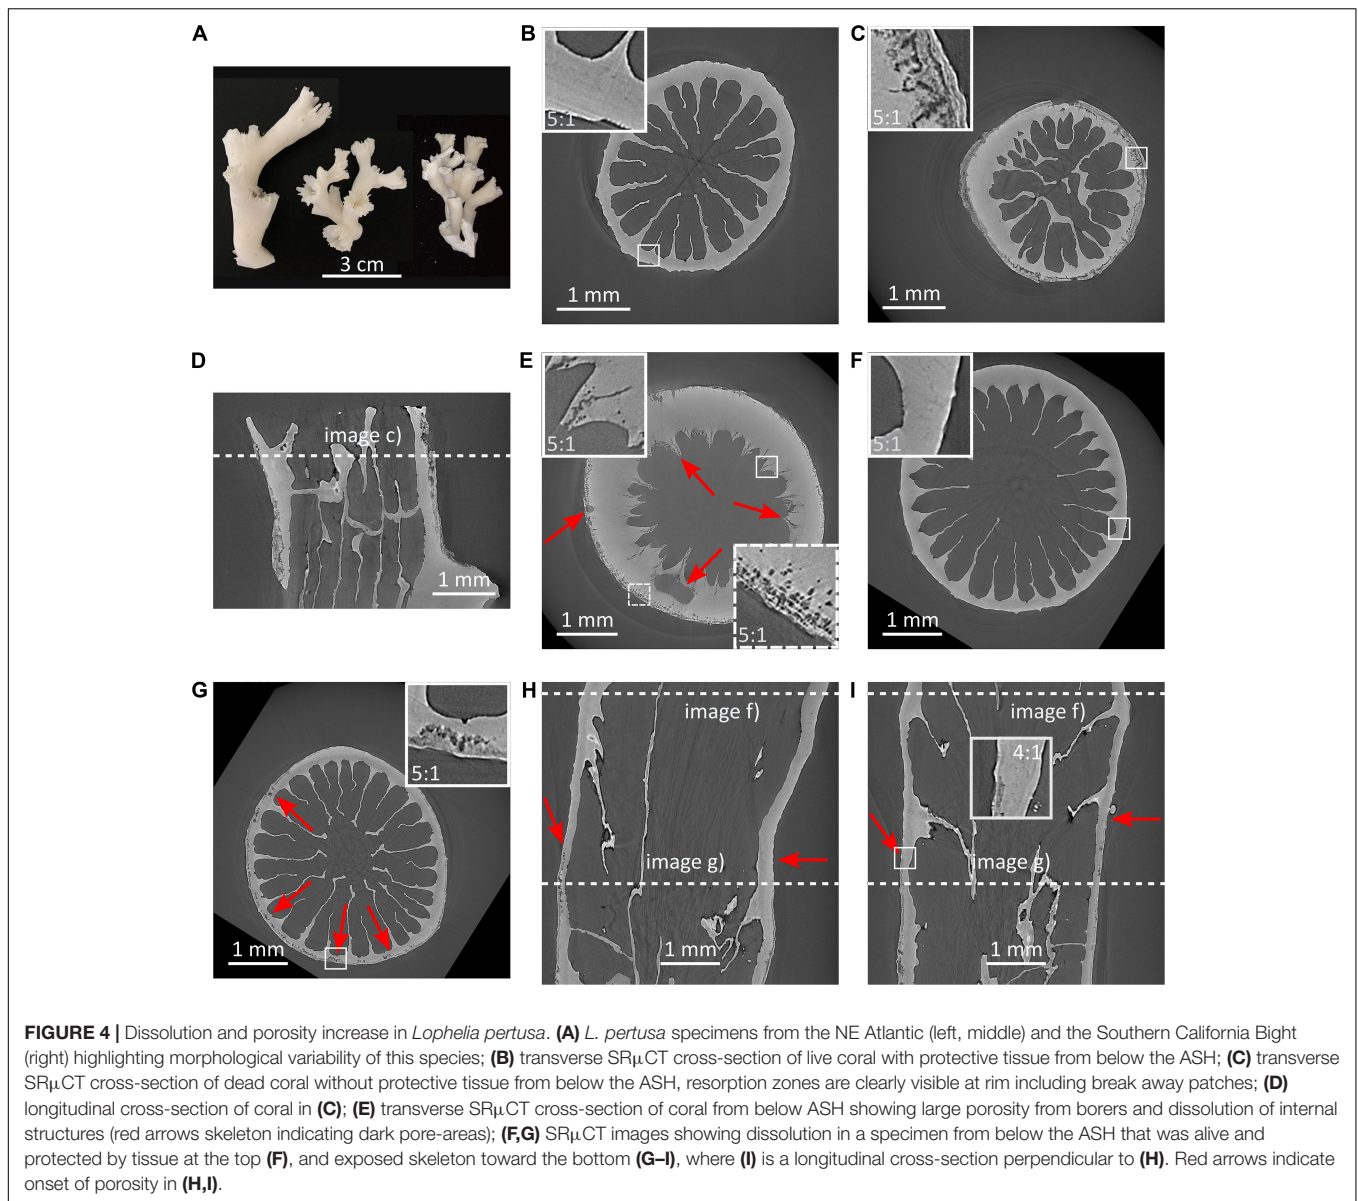 A
B
C
5:1
5:1
3 cm
1 mm
1 mm
D
E
F
5:1
5:1
image c)
1 mm
1 mm
5:1
1 mm
G
H
I
5:1
image f)
image f)
4:1
image g)
image g)
1 mm
1 mm
1 mm
FIGURE 4 | Dissolution and porosity increase in Lophelia pertusa. (A) L. pertusa specimens from the NE Atlantic (left, middle) and the Southern California Bight
(right) highlighting morphological variability of this species; (B) transverse SRμCT cross-section of live coral with protective tissue from below the ASH; (C) transverse
SRμCT cross-section of dead coral without protective tissue from below the ASH, resorption zones are clearly visible at rim including break away patches; (D)
longitudinal cross-section of coral in (C); (E) transverse SRμCT cross-section of coral from below ASH showing large porosity from borers and dissolution of internal
structures (red arrows skeleton indicating dark pore-areas); (F,G) SRμCT images showing dissolution in a specimen from below the ASH that was alive and
protected by tissue at the top (F), and exposed skeleton toward the bottom (G–I), where (I) is a longitudinal cross-section perpendicular to (H). Red arrows indicate
onset of porosity in (H,I).